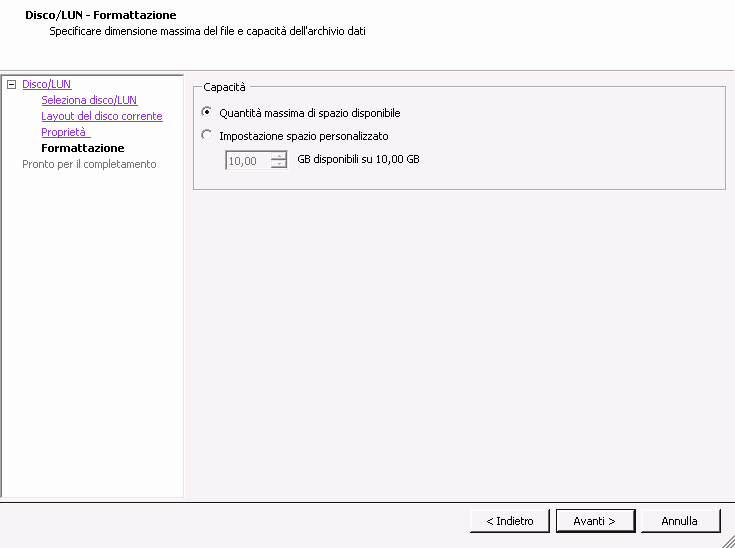 Disco/LUN - Formattazione
Specificare dimensione massima del file e capacità dell'archivio dati
Disco/LUN
Seleziona disco/LUN
Layout del disco corrente
Proprietà
Formattazione
Pronto per il completamento
Capacità
Quantità massima di spazio disponibile
Impostazione spazio personalizzato
10,00 GB disponibili su 10,00 GB
< Indietro Avanti > Annulla